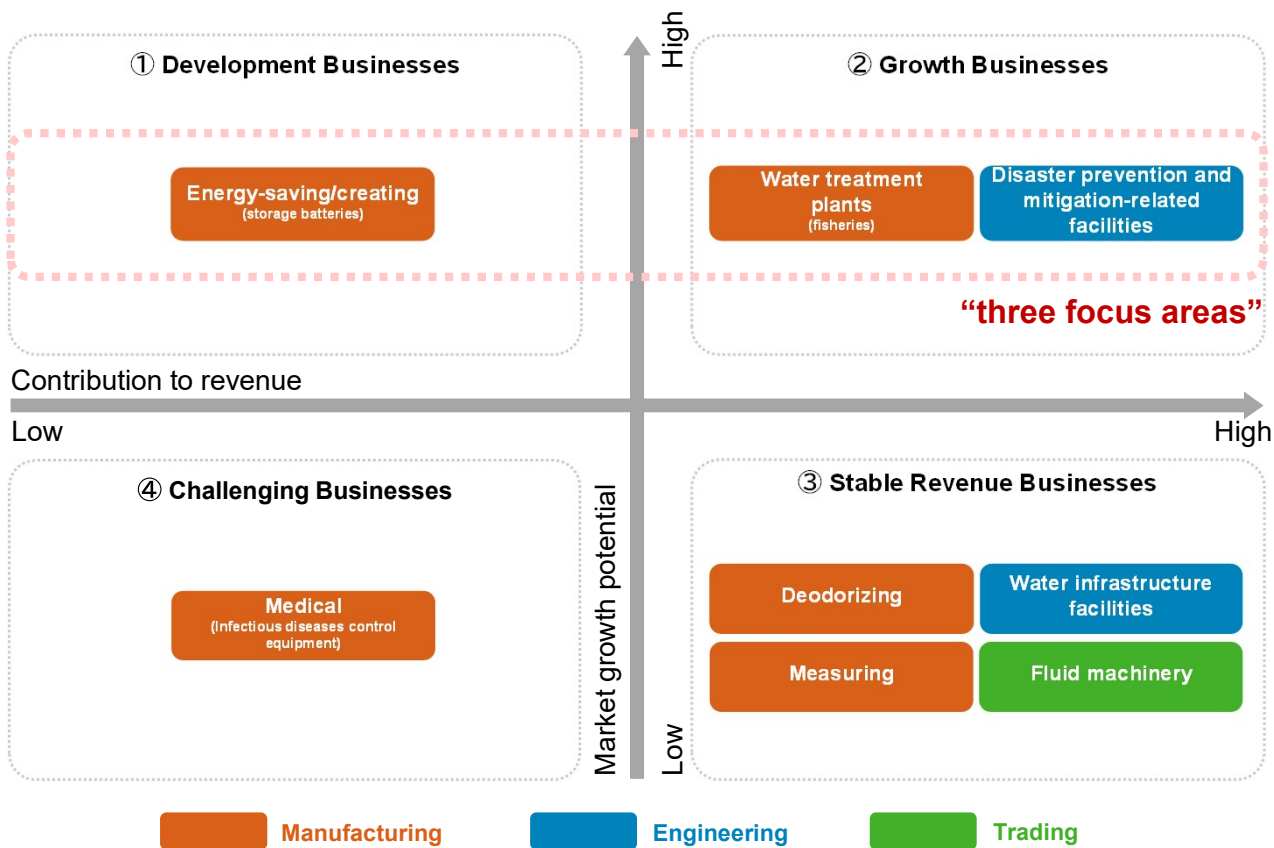 ① Development Businesses
High
② Growth Businesses
Energy-saving/creating
(storage batteries)
Water treatment
plants
(fisheries)
Disaster prevention and
mitigation-related
facilities
“three focus areas”
Contribution to revenue
Low
High
④ Challenging Businesses
Market growth potential
Low
③ Stable Revenue Businesses
Medical
(Infectious diseases control
equipment)
Deodorizing
Water infrastructure
facilities
Measuring
Fluid machinery
Manufacturing
Engineering
Trading